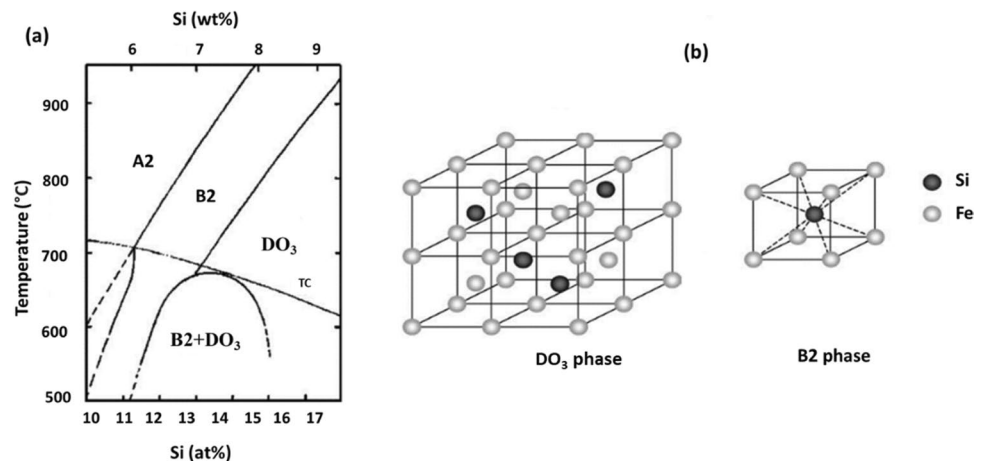 (a)
Si (wt%)
6 7 8 9
Temperature (°C)
900
800
700
600
500
A2
B2
DO₃
TC
B2+DO₃
10 11 12 13 14 15 16 17
Si (at%)
(b)
Si
Fe
DO₃ phase
B2 phase